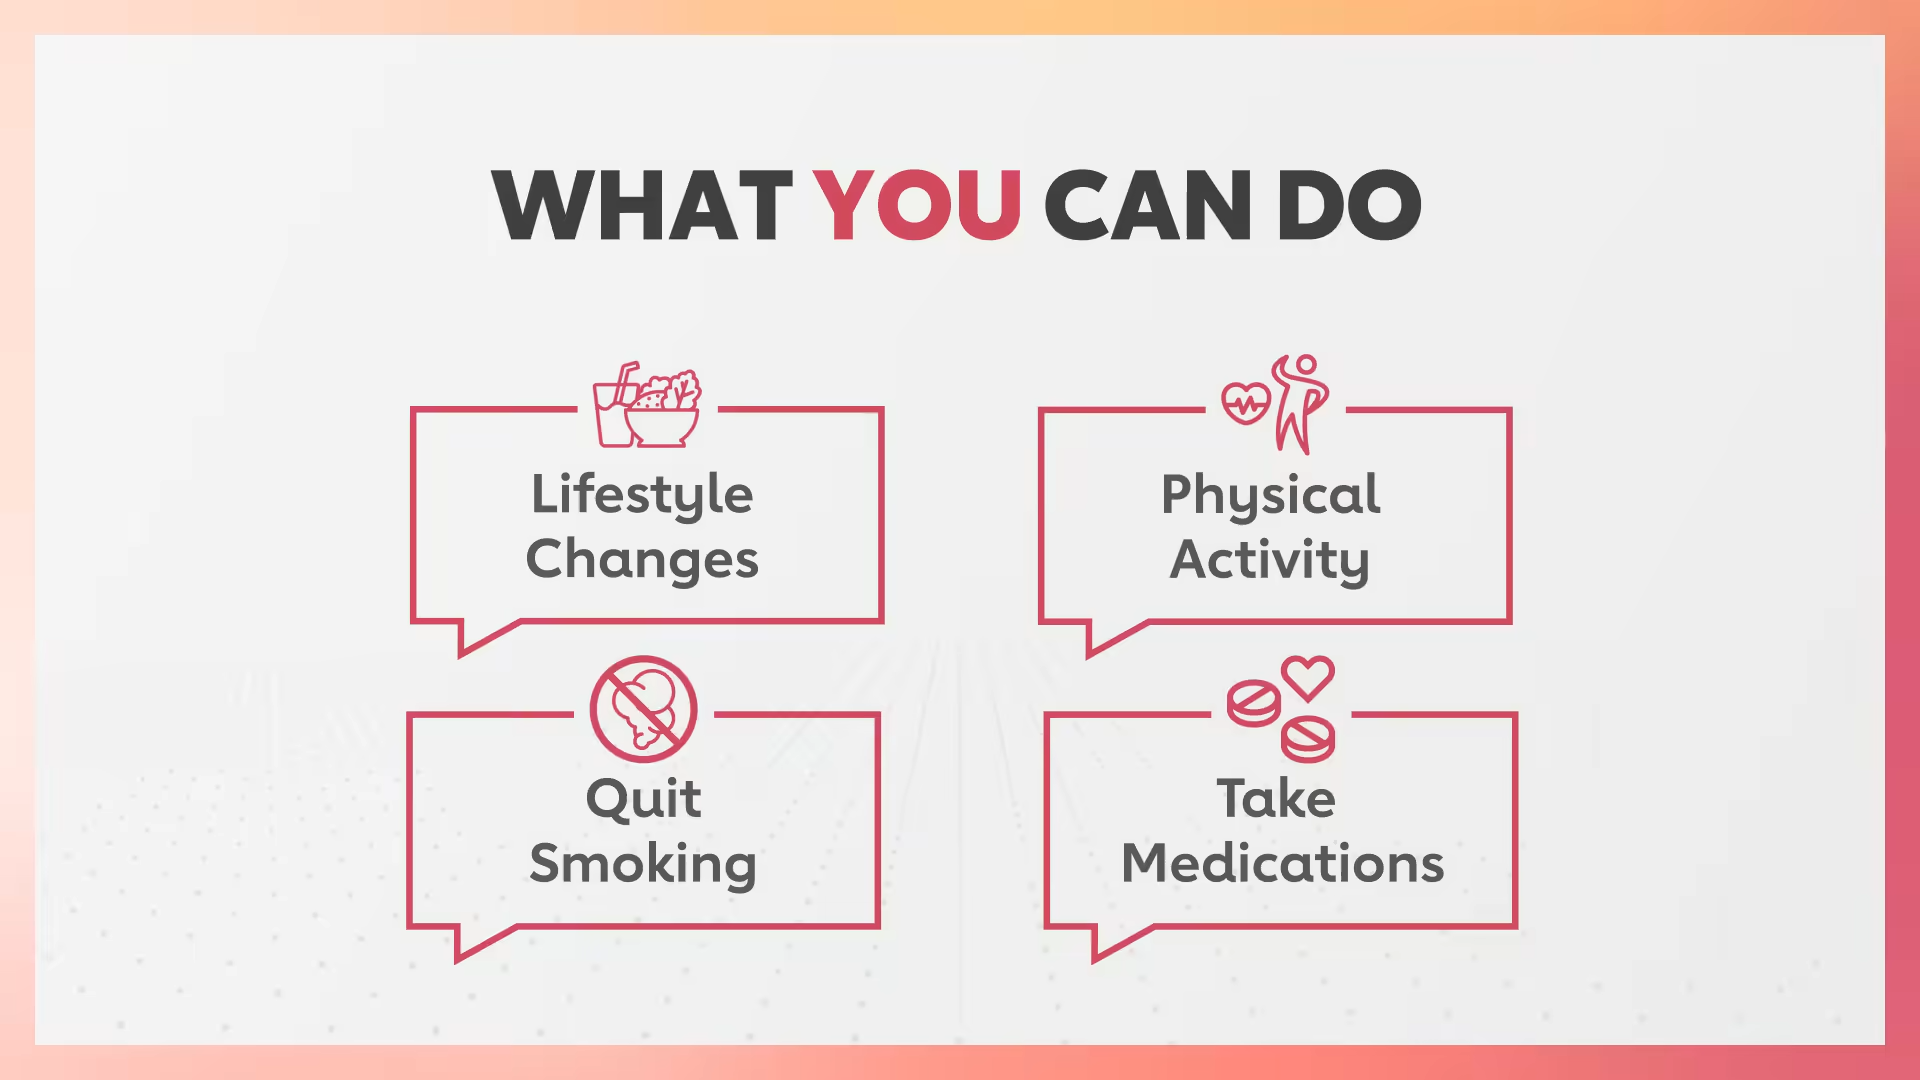 WHAT YOU CAN DO
Lifestyle
Changes
Physical
Activity
Quit
Smoking
Take
Medications